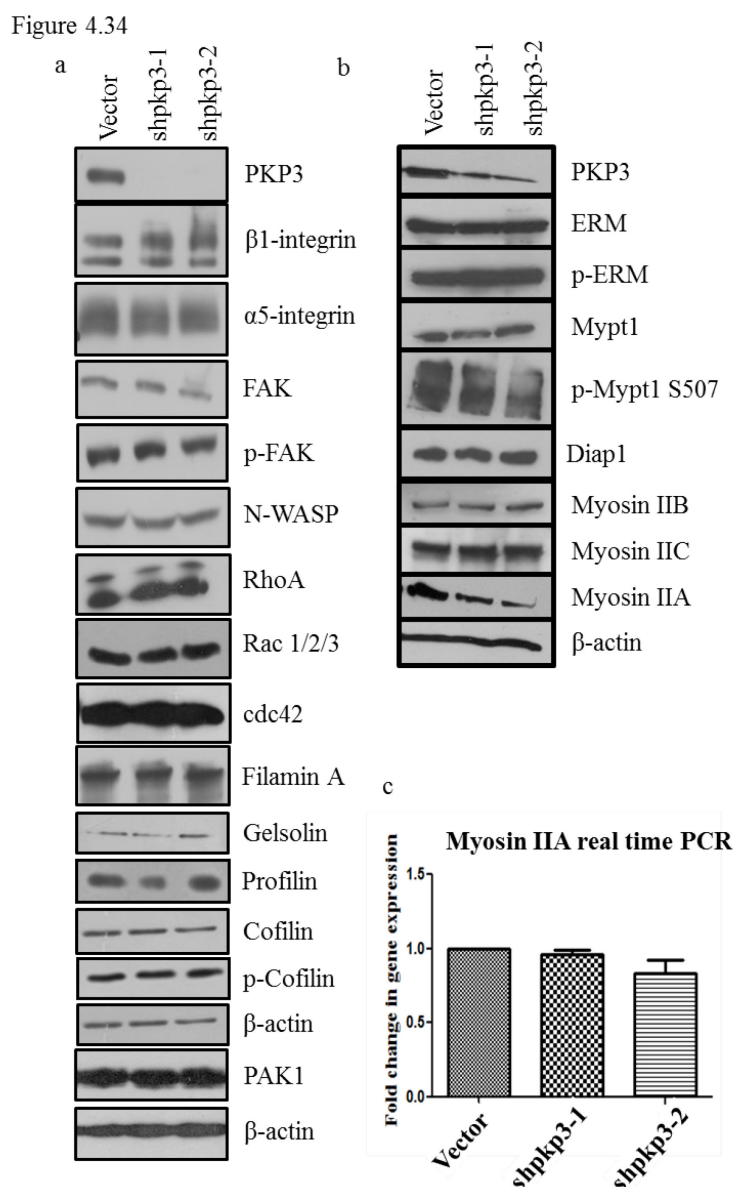 Figure 4.34
a
Vector
shpkp3-1
shpkp3-2
PKP3
β1-integrin
α5-integrin
FAK
p-FAK
N-WASP
RhoA
Rac 1/2/3
cdc42
Filamin A
Gelsolin
Profilin
Cofilin
p-Cofilin
β-actin
PAK1
β-actin
b
Vector
shpkp3-1
shpkp3-2
PKP3
ERM
p-ERM
Mypt1
p-Mypt1 S507
Diap1
Myosin IIB
Myosin IIC
Myosin IIA
β-actin
c
Myosin IIA real time PCR
Fold change in gene expression
1.5
1.0
0.5
0.0
Vector
shpkp3-1
shpkp3-2